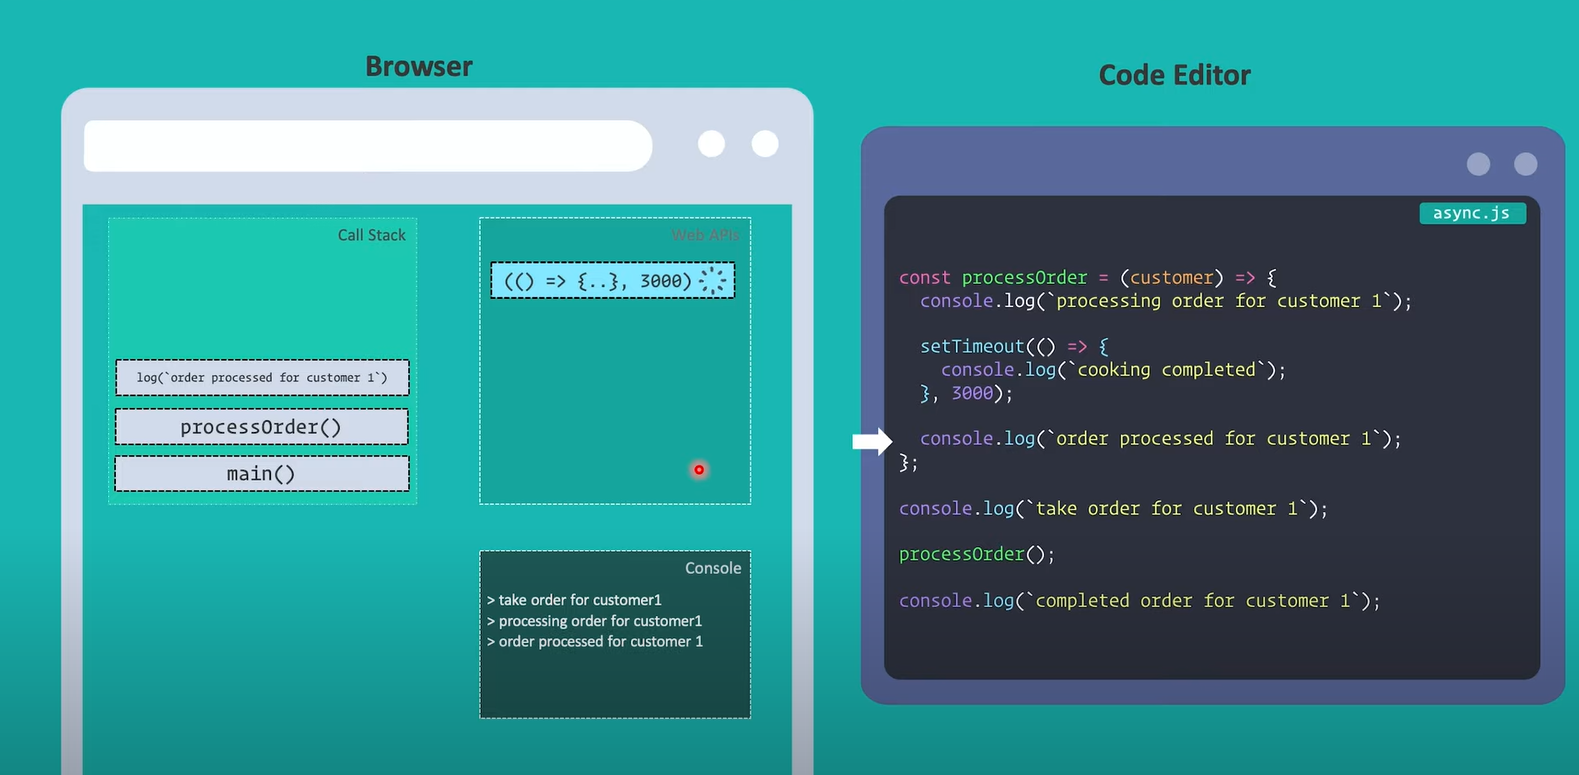 Browser
Call Stack
log(`order processed for customer 1`)
processOrder()
main()
Web APIs
(() => {..}, 3000)
Console
> take order for customer1
> processing order for customer1
> order processed for customer 1
Code Editor
async.js
const processOrder = (customer) => {
  console.log(`processing order for customer 1`);
  setTimeout(() => {
    console.log(`cooking completed`);
  }, 3000);
  console.log(`order processed for customer 1`);
};
console.log(`take order for customer 1`);
processOrder();
console.log(`completed order for customer 1`);